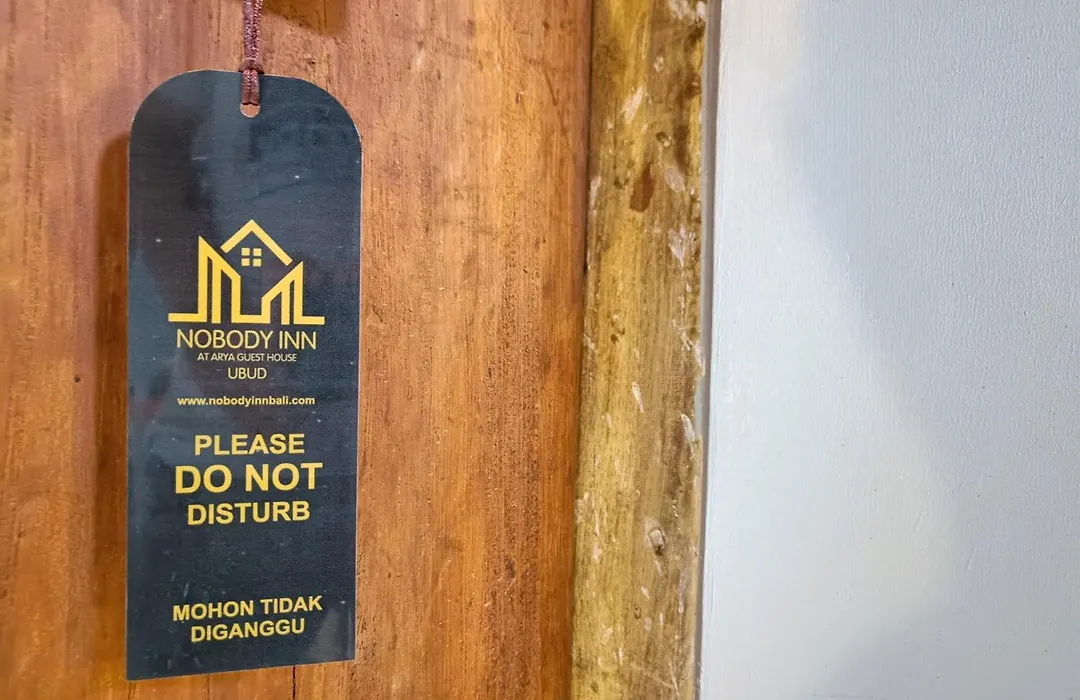 NOBODY INN
AT ARYA GUEST HOUSE
UBUD
www.nobodyinnbali.com
PLEASE
DO NOT
DISTURB
MOHON TIDAK
DIGANGGU